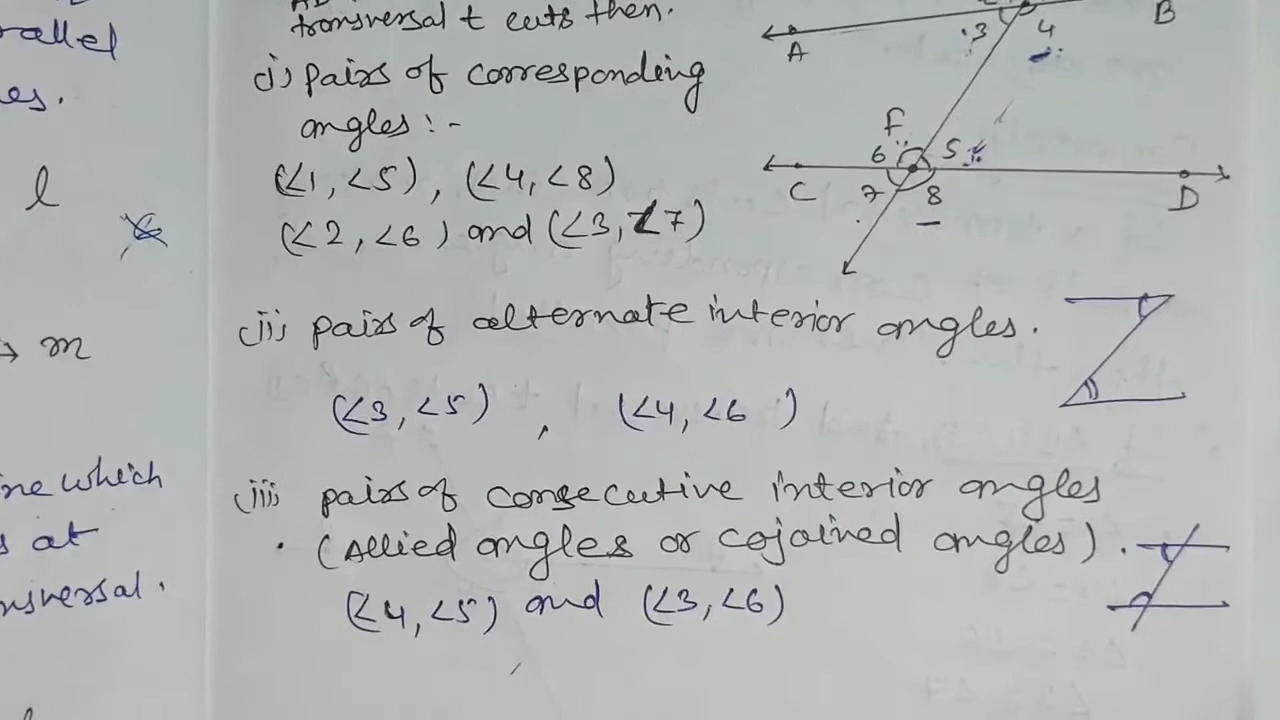 rallel
es.
l
m
ine which
s at
nsversal.
transversal t cuts then.
(i) pairs of corresponding
angles :-
(<1, <5), (<4, <8)
(<2, <6) and (<3, <7)
(ii) pairs of alternate interior angles.
(<3, <5) , (<4, <6)
(iii) pairs of consecutive interior angles
(Allied angles or cojoined angles).
(<4, <5) and (<3, <6)
A
B
3
4
F
6
5
C
7
8
D